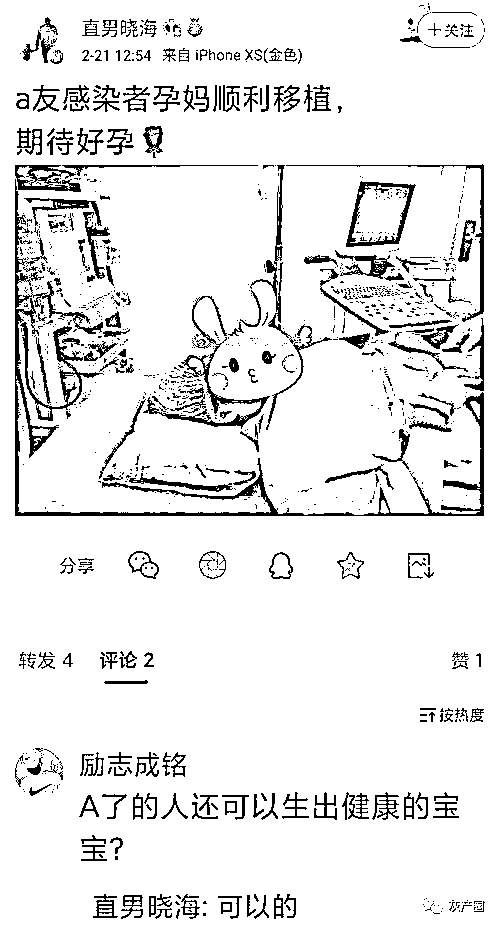 直男晓海
+关注
2-21 12:54 来自 iPhone XS(金色)
a友感染者孕妈顺利移植，
期待好孕
分享
转发 4 评论 2 赞 1
按热度
励志成铭
A了的人还可以生出健康的宝
宝?
直男晓海: 可以的
灰产圈